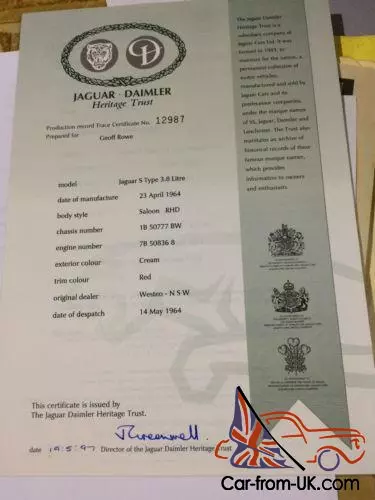 JAGUAR · DAIMLER
Heritage Trust
Production record Trace Certificate No. 12987
Prepared for Geoff Rowe
model Jaguar S Type 3.8 Litre
date of manufacture 23 April 1964
body style Saloon RHD
chassis number 1B 50777 BW
engine number 7B 50836 8
exterior colour Cream
trim colour Red
original dealer Westro - N S W
date of despatch 14 May 1964
This certificate is issued by
The Jaguar Daimler Heritage Trust.
date 19.5.97 Director of the Jaguar Daimler Heritage Trust
The Jaguar Daimler
Heritage Trust is a
subsidiary company of
Jaguar Cars Ltd. It was
formed in 1983, to
maintain for the nation, a
permanent collection of
motor vehicles,
manufactured and sold by
Jaguar Cars and its
predecessor companies,
under the marque names
of SS, Jaguar, Daimler and
Lanchester. The Trust also
maintains an archive of
historical records of these
famous marque names,
which provides
information to owners
and enthusiasts.
Car-from-UK.com